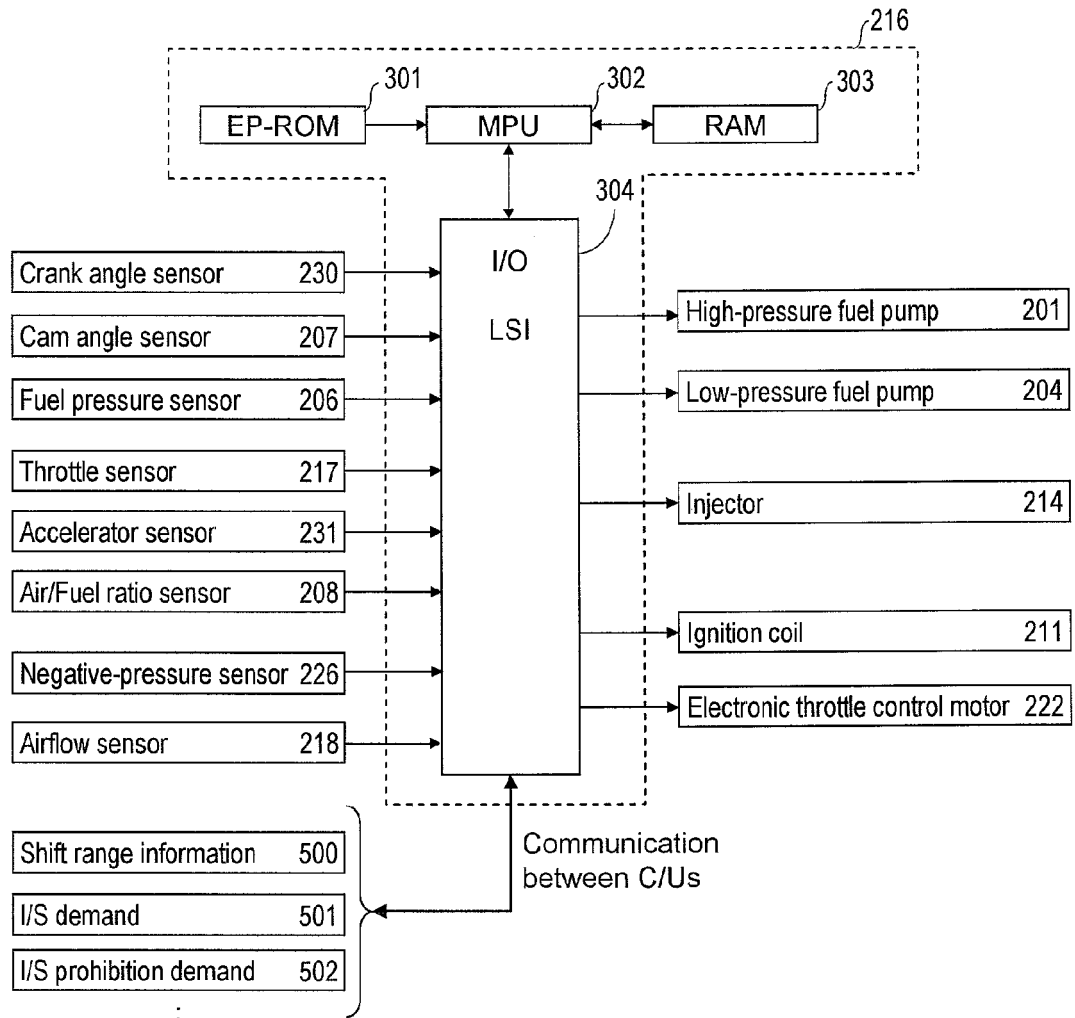 216
301
302
303
EP-ROM
MPU
RAM
304
I/O
LSI
Crank angle sensor 230
Cam angle sensor 207
Fuel pressure sensor 206
Throttle sensor 217
Accelerator sensor 231
Air/Fuel ratio sensor 208
Negative-pressure sensor 226
Airflow sensor 218
High-pressure fuel pump 201
Low-pressure fuel pump 204
Injector 214
Ignition coil 211
Electronic throttle control motor 222
Shift range information 500
I/S demand 501
I/S prohibition demand 502
Communication
between C/Us